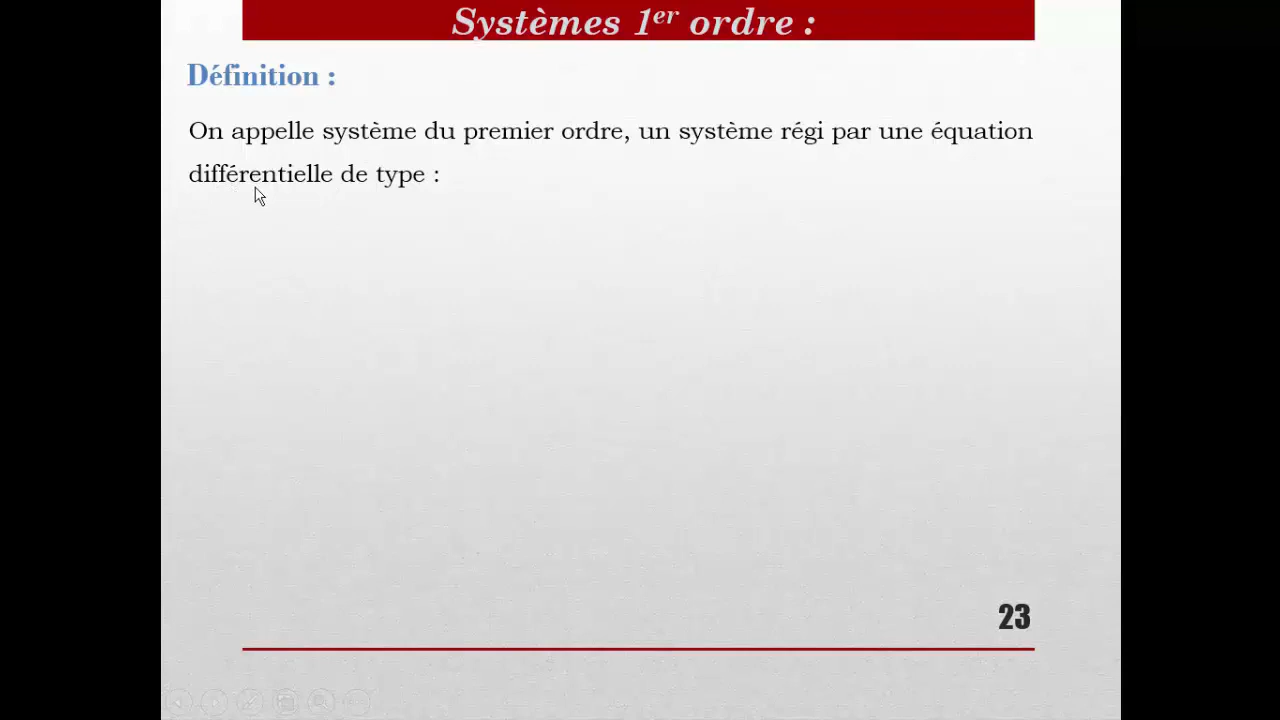 Systèmes 1er ordre :
Définition :
On appelle système du premier ordre, un système régi par une équation
différentielle de type :
23